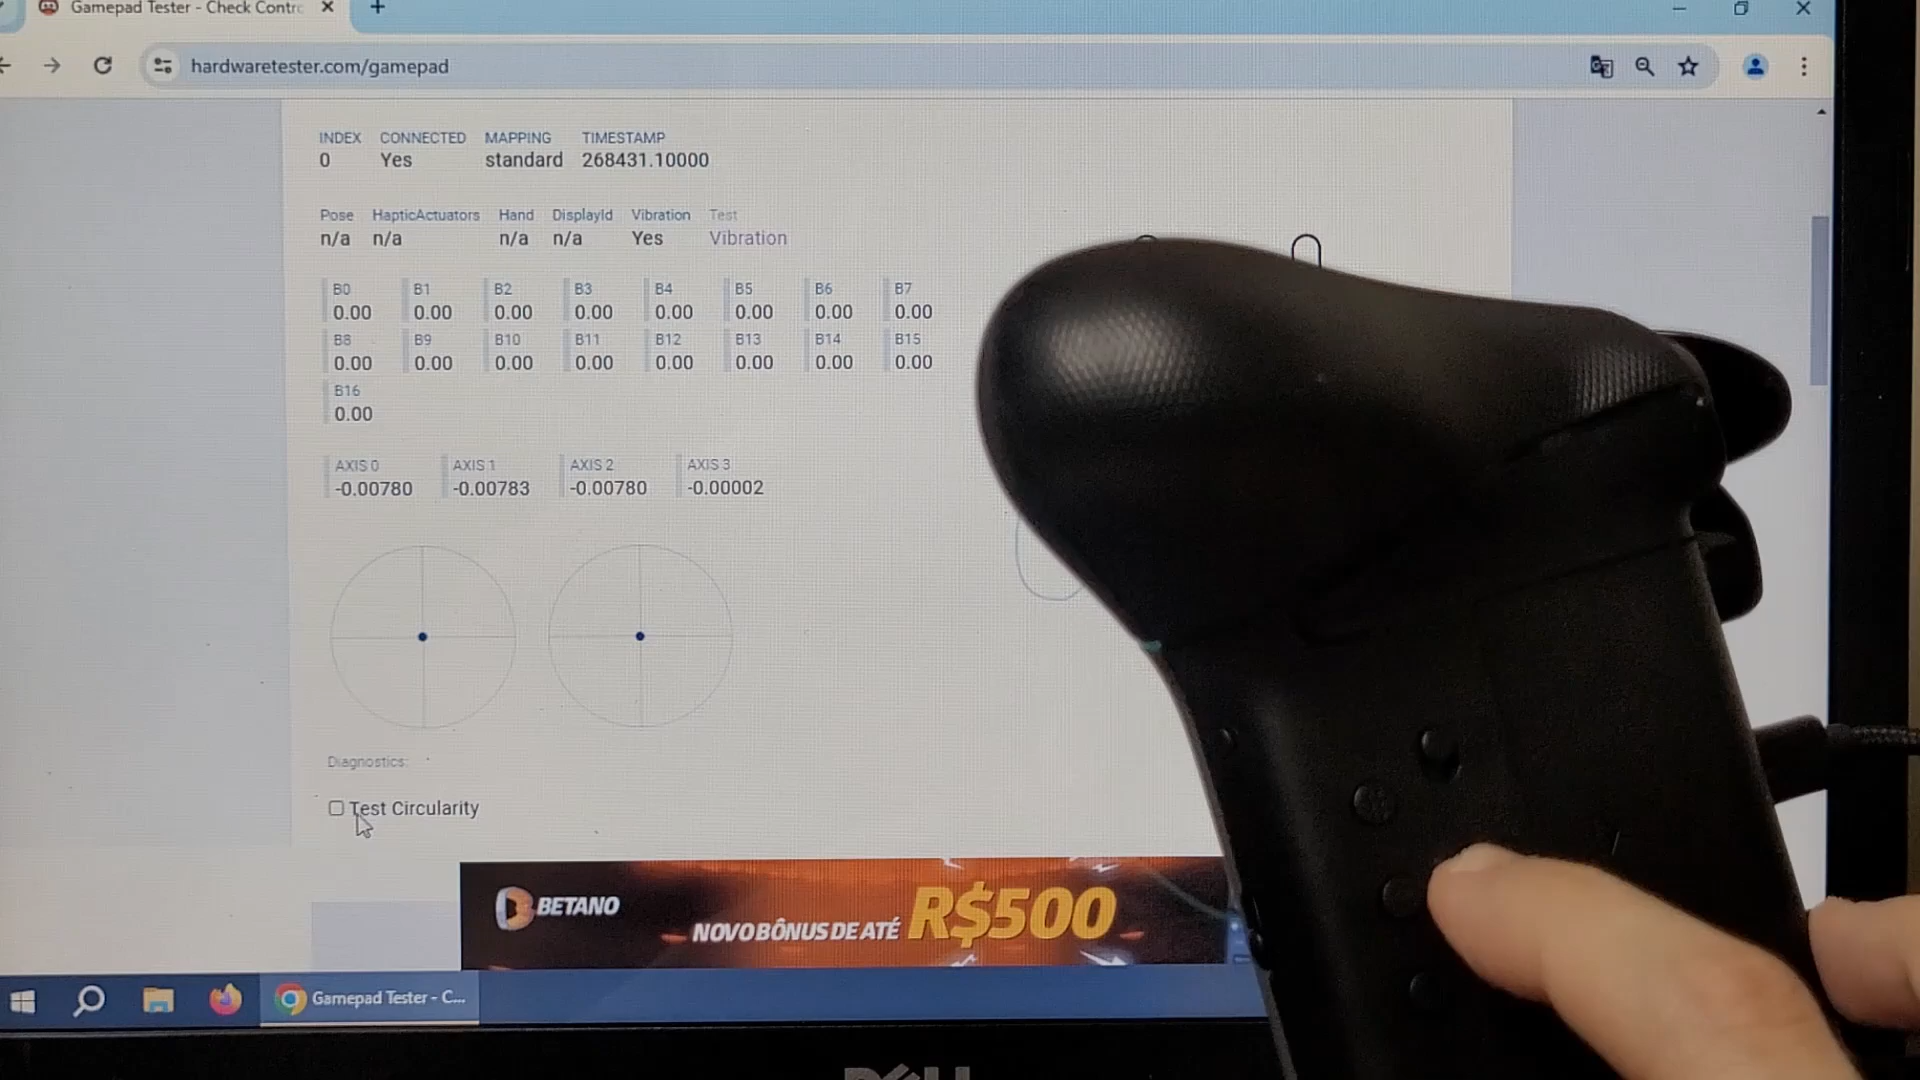 Gamepad Tester - Check Contro
hardwaretester.com/gamepad
INDEX CONNECTED MAPPING TIMESTAMP
0 Yes standard 268431.10000
Pose HapticActuators Hand DisplayId Vibration Test
n/a n/a n/a n/a Yes Vibration
B0 B1 B2 B3 B4 B5 B6 B7
0.00 0.00 0.00 0.00 0.00 0.00 0.00 0.00
B8 B9 B10 B11 B12 B13 B14 B15
0.00 0.00 0.00 0.00 0.00 0.00 0.00 0.00
B16
0.00
AXIS 0 AXIS 1 AXIS 2 AXIS 3
-0.00780 -0.00783 -0.00780 -0.00002
Diagnostics:
Test Circularity
BETANO
NOVO BÔNUS DE ATÉ R$500
Gamepad Tester - C...
DELL